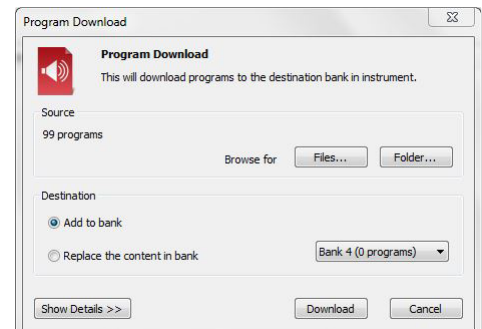 Program Download
Program Download
This will download programs to the destination bank in instrument.
Source
99 programs
Browse for Files... Folder...
Destination
Add to bank
Replace the content in bank Bank 4 (0 programs)
Show Details >> Download Cancel